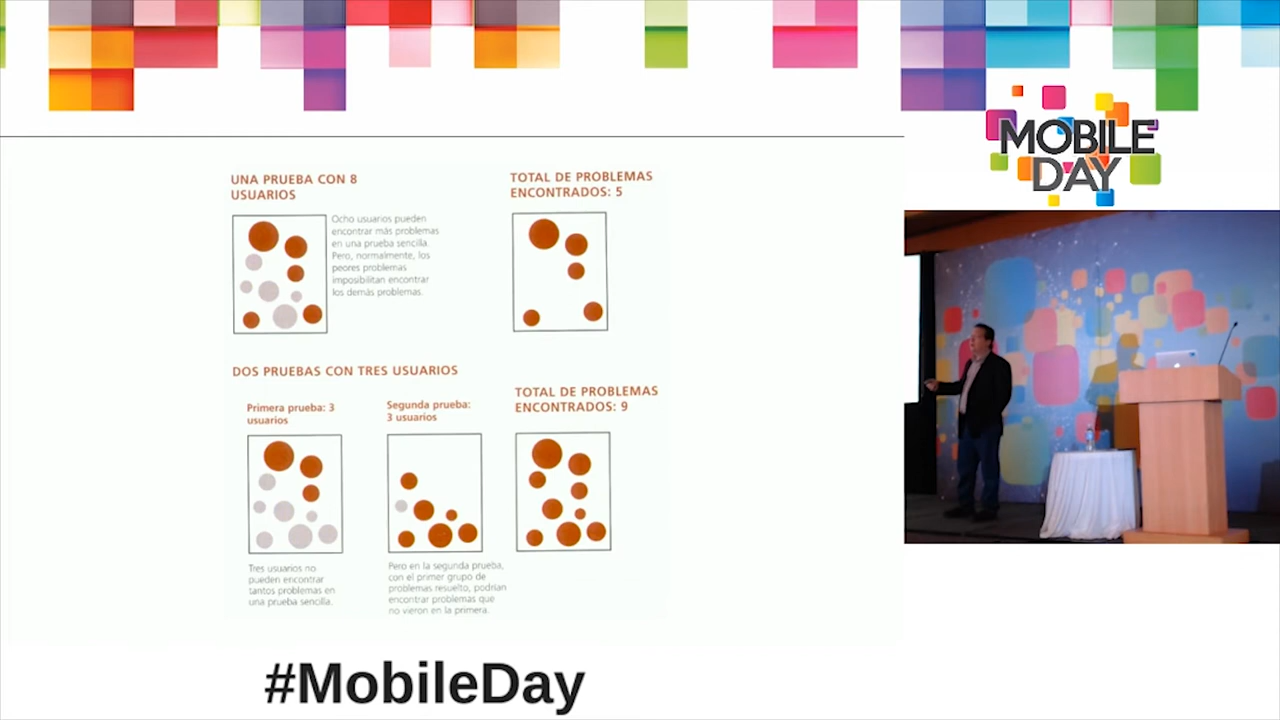 MOBILE
DAY
UNA PRUEBA CON 8
USUARIOS
Ocho usuarios pueden
encontrar más problemas
en una prueba sencilla.
Pero, normalmente, los
peores problemas
imposibilitan encontrar
los demás problemas.
TOTAL DE PROBLEMAS
ENCONTRADOS: 5
DOS PRUEBAS CON TRES USUARIOS
Primera prueba: 3
usuarios
Tres usuarios no
pueden encontrar
tantos problemas en
una prueba sencilla.
Segunda prueba:
3 usuarios
Pero en la segunda prueba,
con el primer grupo de
problemas resuelto, podrían
encontrar problemas que
no vieron en la primera.
TOTAL DE PROBLEMAS
ENCONTRADOS: 9
#MobileDay